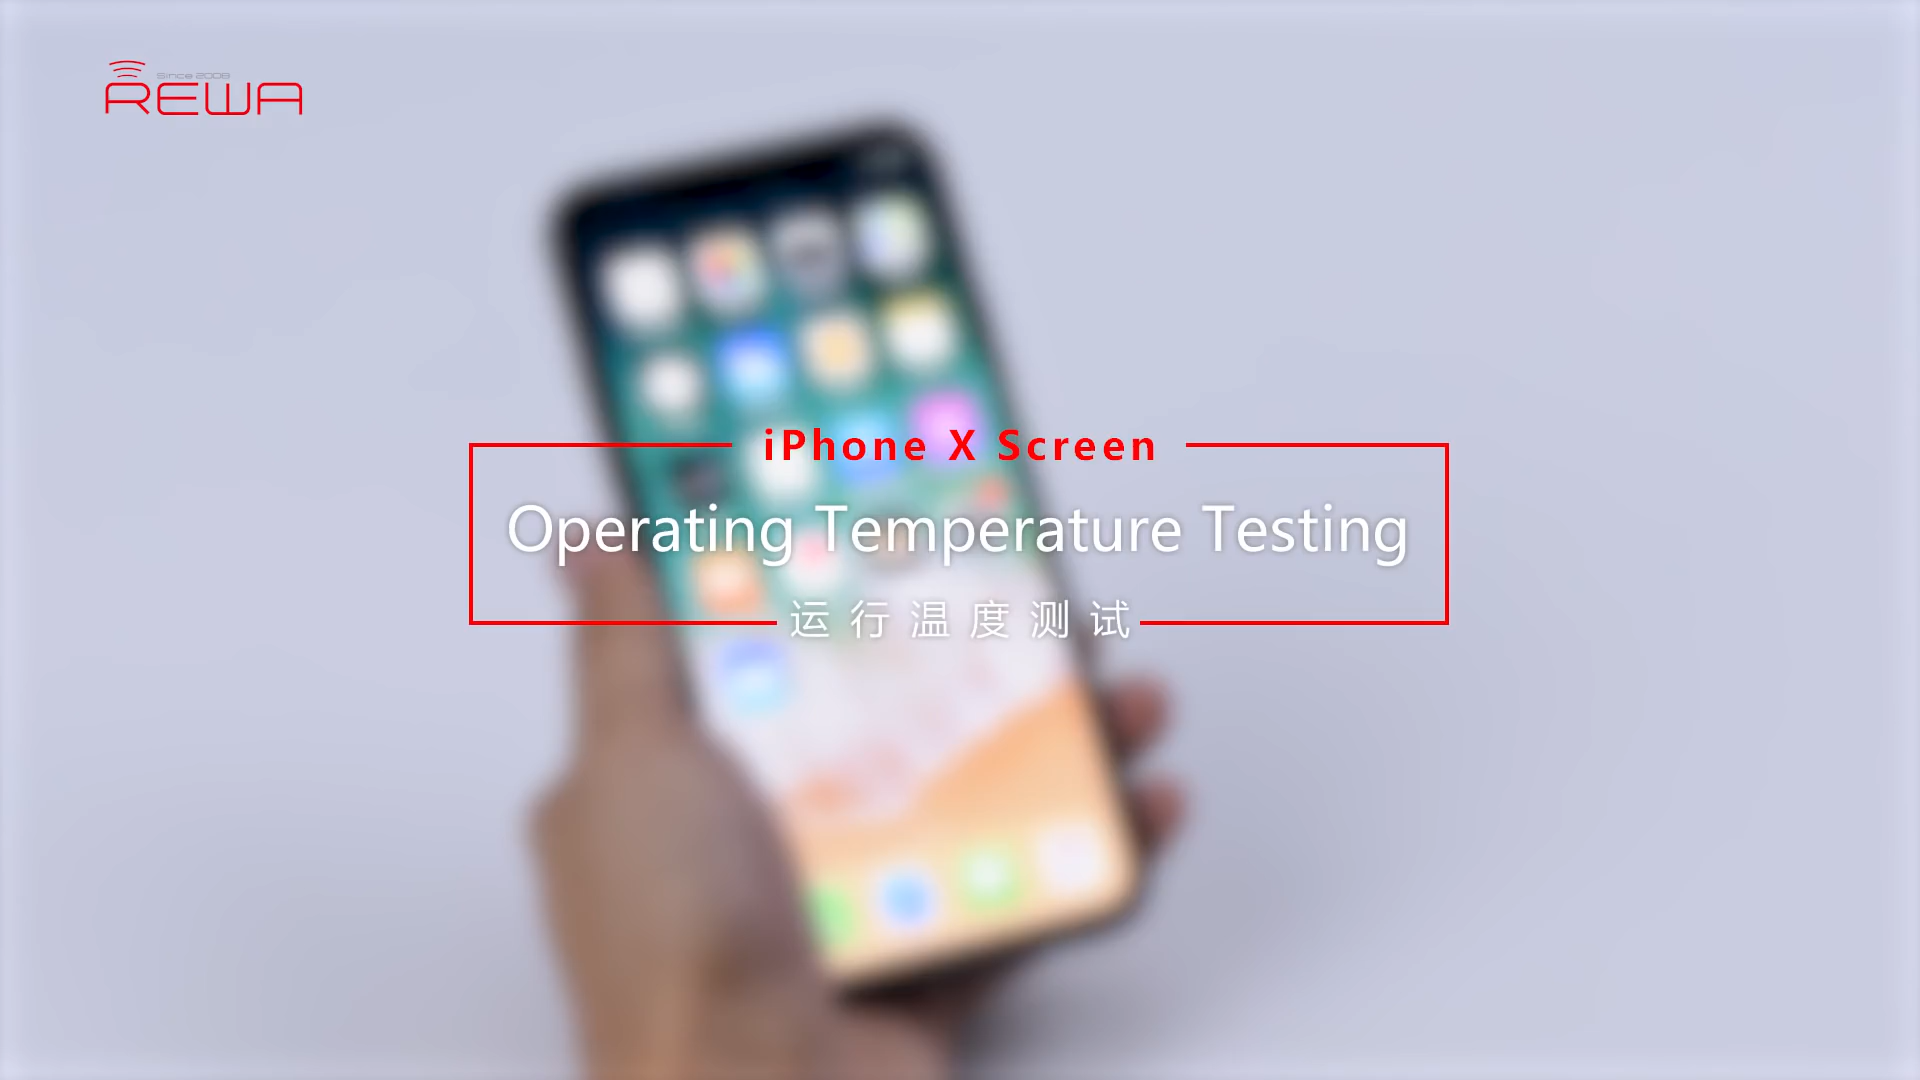 Since 2008
REWA
iPhone X Screen
Operating Temperature Testing
运行温度测试